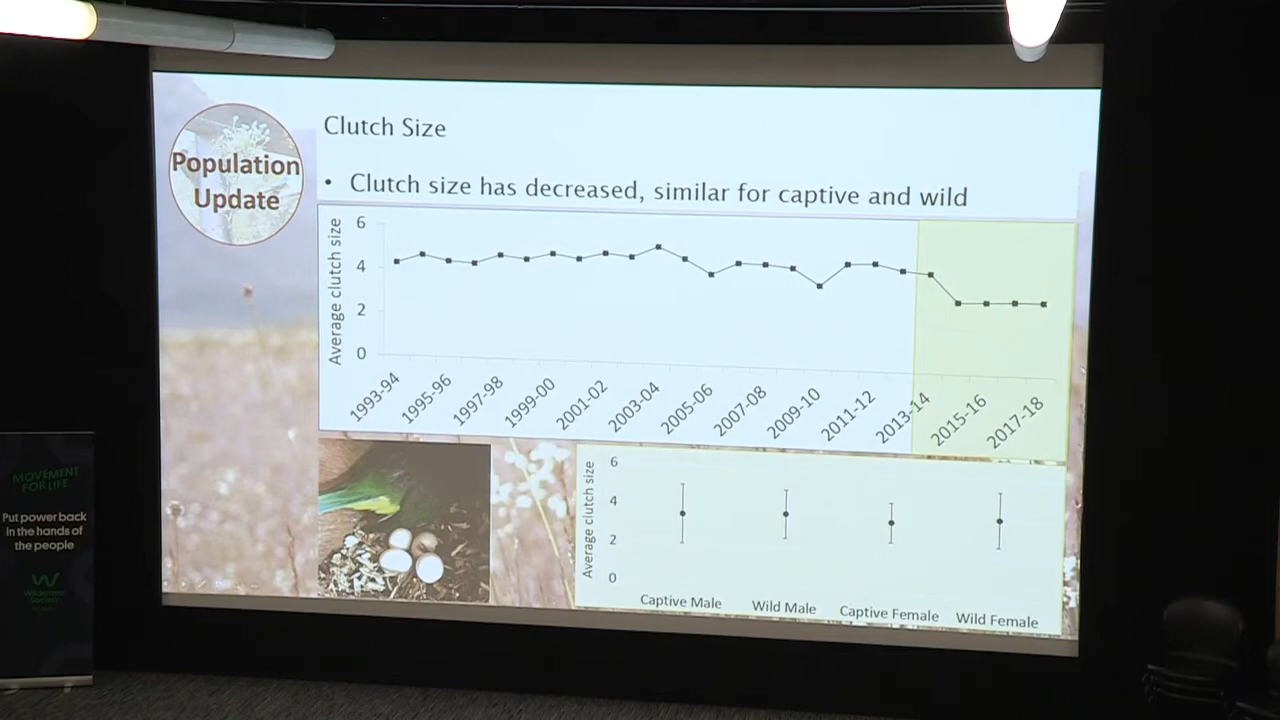 Population
Update
Clutch Size
• Clutch size has decreased, similar for captive and wild
Average clutch size
6
4
2
0
1993-94
1995-96
1997-98
1999-00
2001-02
2003-04
2005-06
2007-08
2009-10
2011-12
2013-14
2015-16
2017-18
Average clutch size
6
4
2
0
Captive Male
Wild Male
Captive Female
Wild Female
MOVEMENT
FOR LIFE
Put power back
in the hands of
the people
Wilderness
Society